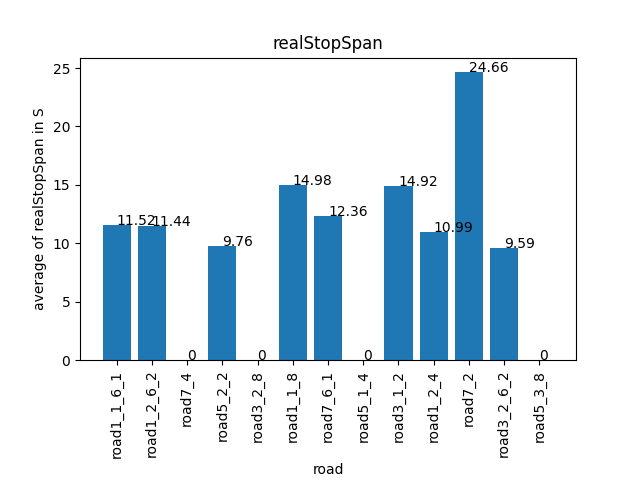 realStopSpan
average of realStopSpan in S
25
20
15
10
5
0
11.52
11.44
0
9.76
0
14.98
12.36
0
14.92
10.99
24.66
9.59
0
road1_1_6_1
road1_2_6_2
road7_4
road5_2_2
road3_2_8
road1_1_8
road7_6_1
road5_1_4
road3_1_2
road1_2_4
road7_2
road3_2_6_2
road5_3_8
road